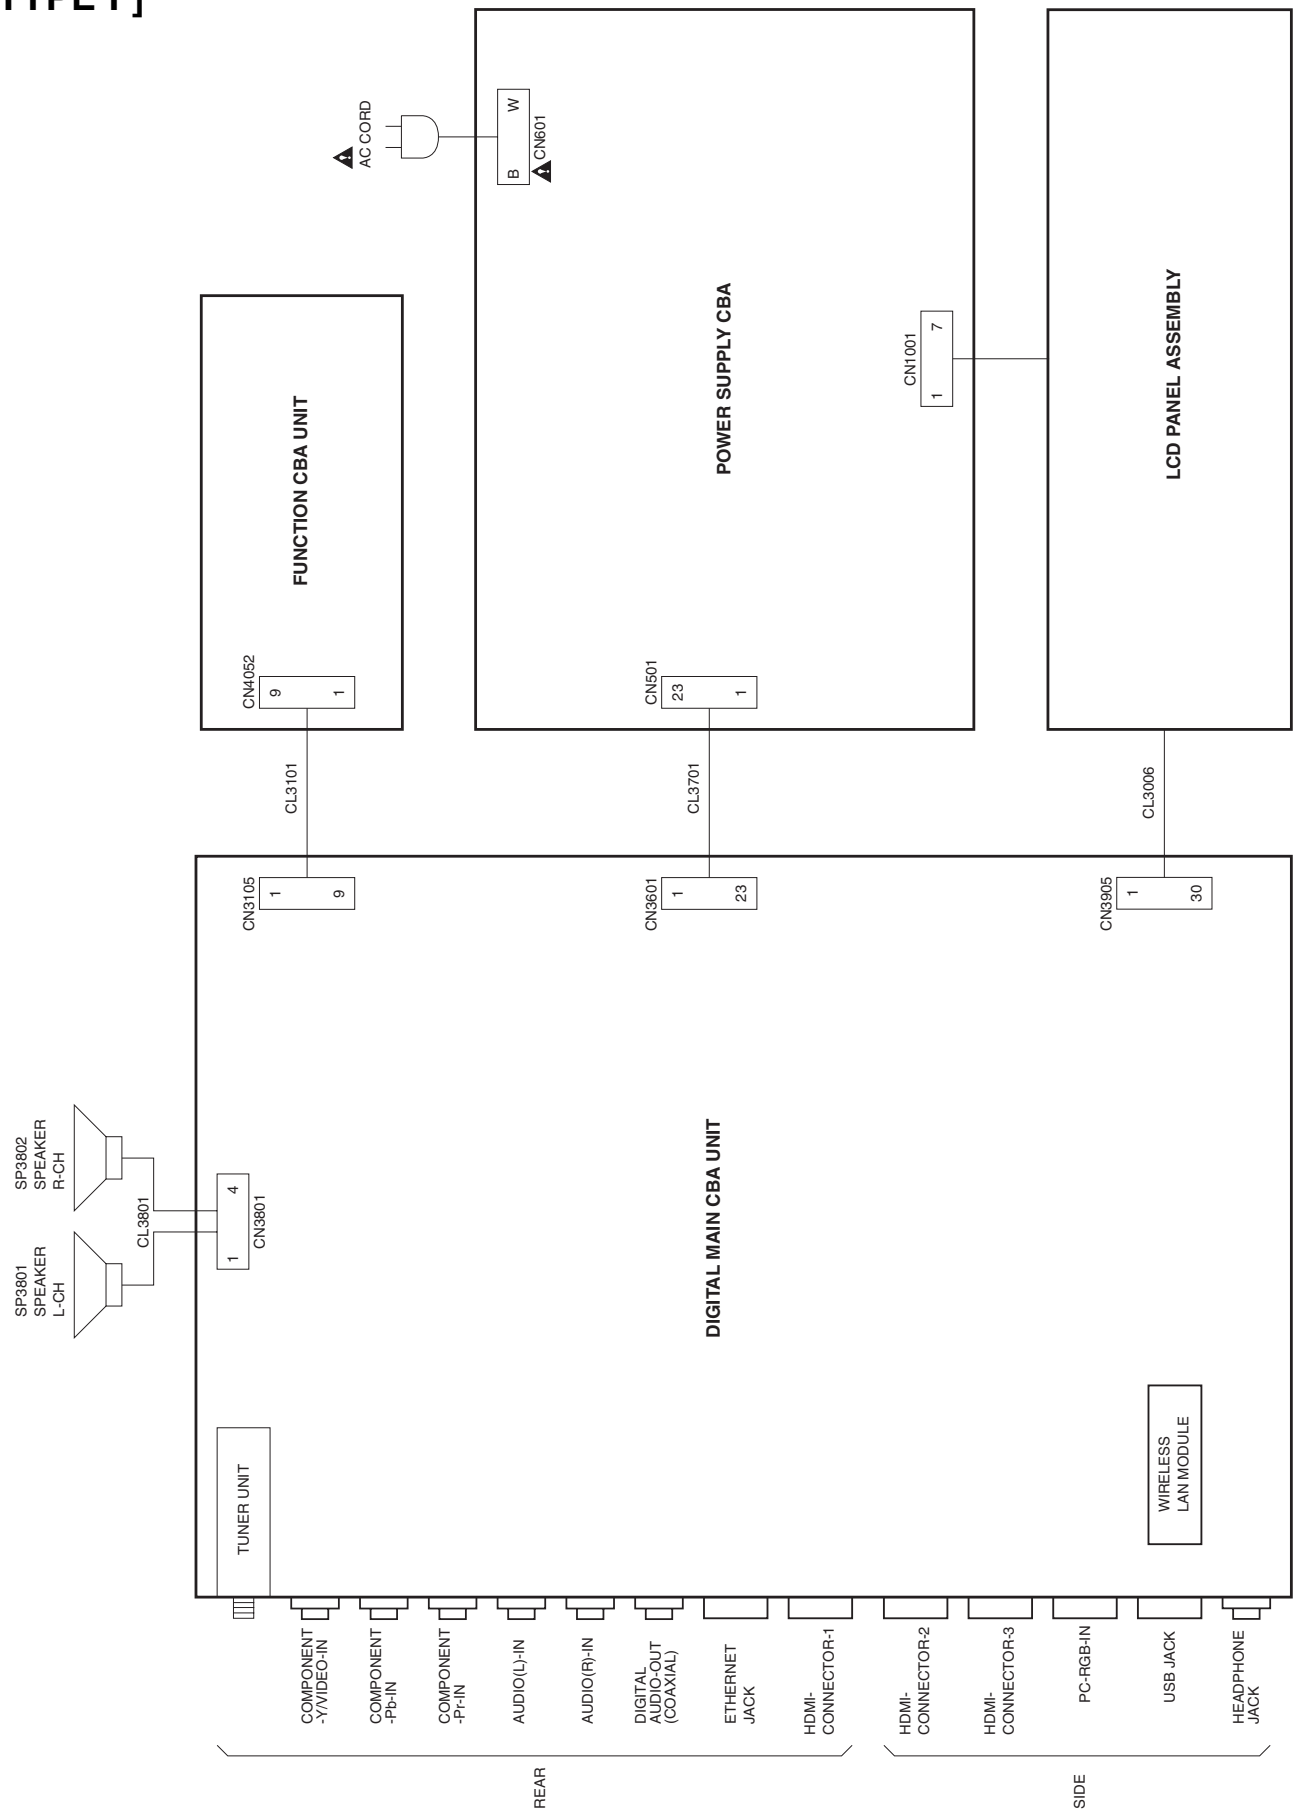 TYPE 1 ]
AC CORD
W
B
CN601
FUNCTION CBA UNIT
CN4052
9
1
POWER SUPPLY CBA
CN1001
1
7
CN501
23
1
LCD PANEL ASSEMBLY
CL3101
CL3701
CL3006
CN3105
1
9
CN3601
1
23
CN3905
1
30
SP3802
SPEAKER
R-CH
SP3801
SPEAKER
L-CH
CL3801
1
4
CN3801
DIGITAL MAIN CBA UNIT
TUNER UNIT
WIRELESS
LAN MODULE
COMPONENT
-Y/VIDEO-IN
COMPONENT
-Pb-IN
COMPONENT
-Pr-IN
AUDIO(L)-IN
AUDIO(R)-IN
DIGITAL
AUDIO-OUT
(COAXIAL)
ETHERNET
JACK
HDMI-
CONNECTOR-1
HDMI-
CONNECTOR-2
HDMI-
CONNECTOR-3
PC-RGB-IN
USB JACK
HEADPHONE
JACK
REAR
SIDE